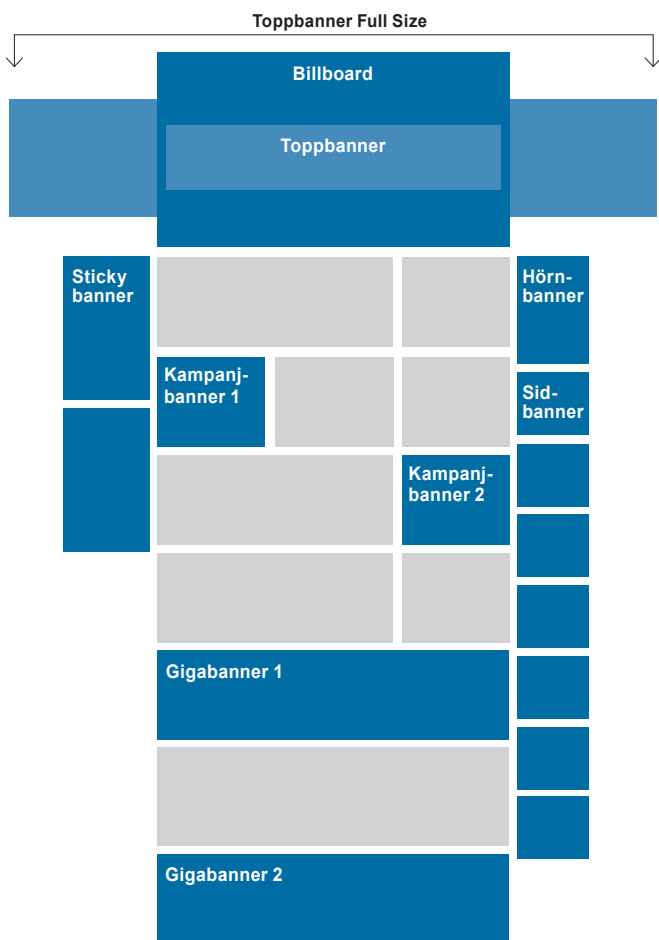 Toppbanner Full Size
Billboard
Toppbanner
Sticky
banner
Hörn-
banner
Kampanj-
banner 1
Sid-
banner
Kampanj-
banner 2
Gigabanner 1
Gigabanner 2